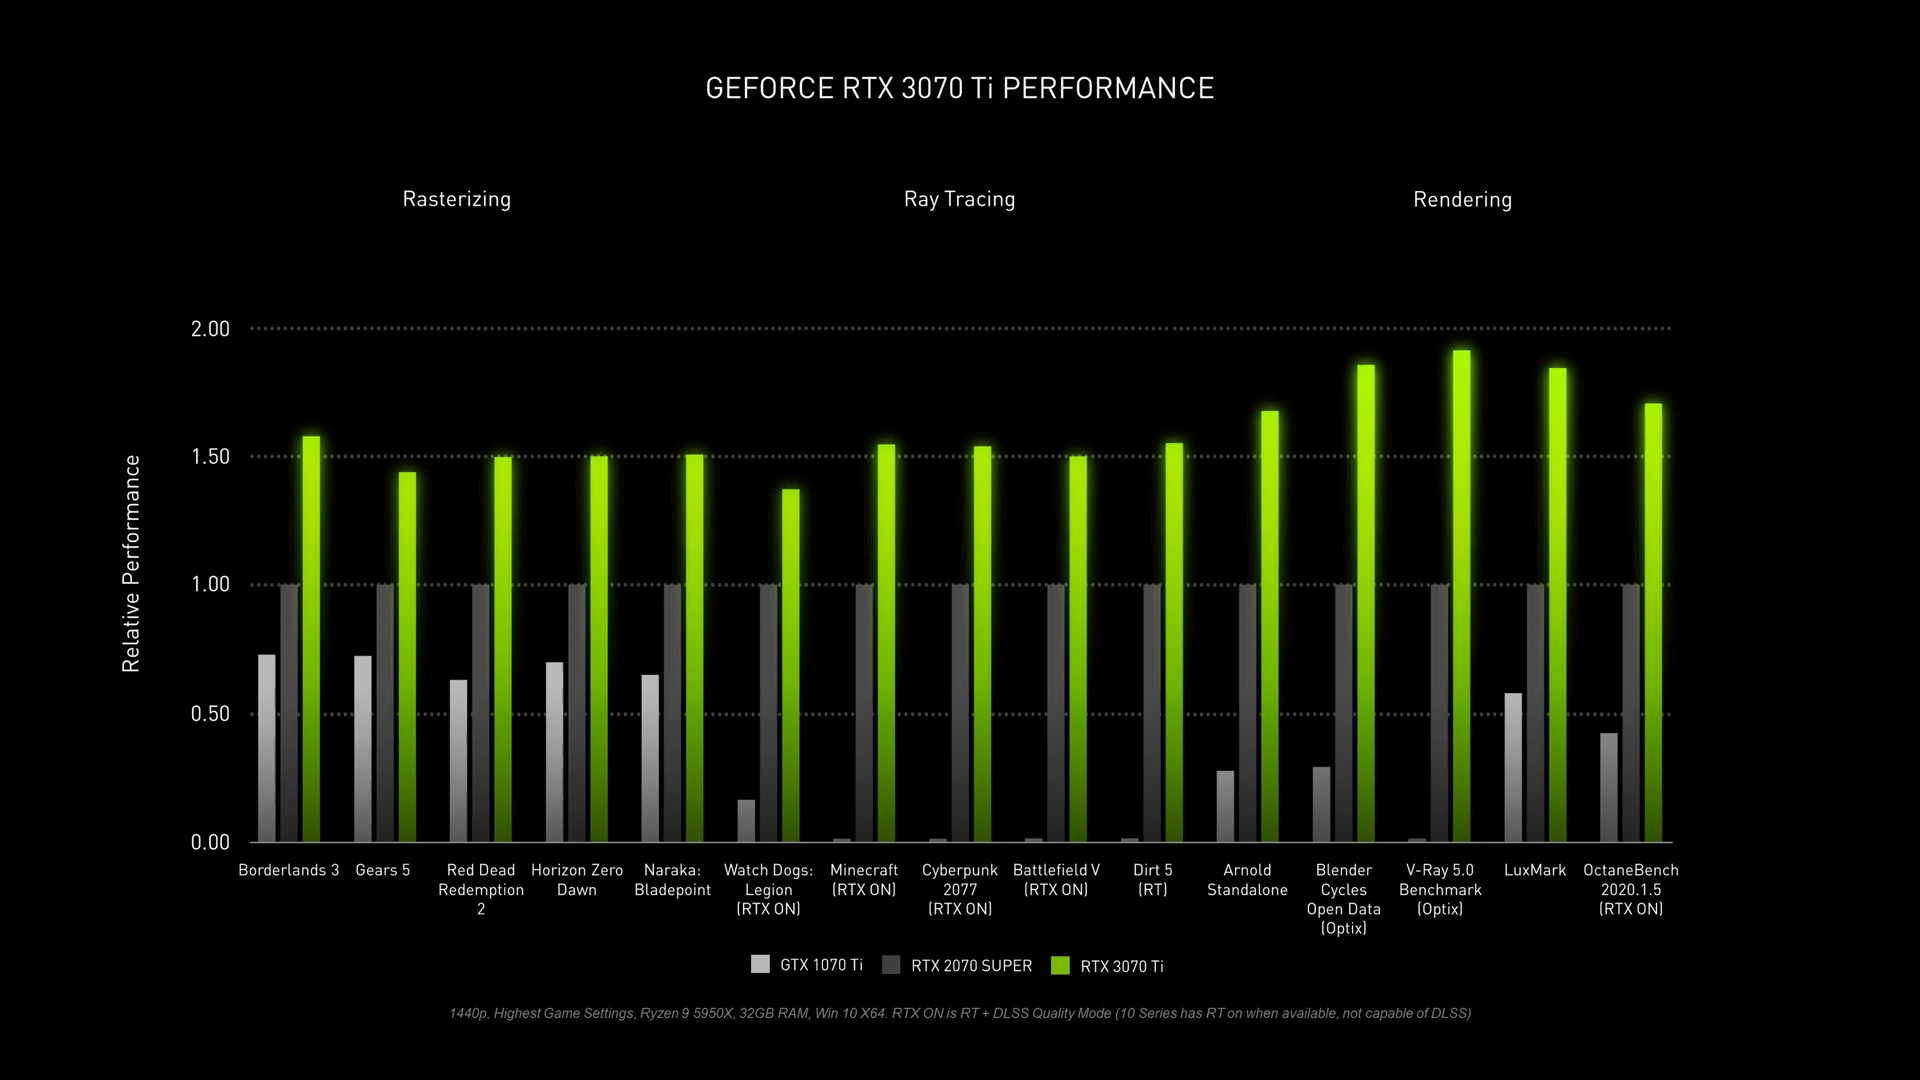 GEFORCE RTX 3070 Ti PERFORMANCE
Rasterizing
Ray Tracing
Rendering
Relative Performance
2.00
1.50
1.00
0.50
0.00
Borderlands 3
Gears 5
Red Dead
Redemption
2
Horizon Zero
Dawn
Naraka:
Bladepoint
Watch Dogs:
Legion
(RTX ON)
Minecraft
(RTX ON)
Cyberpunk
2077
(RTX ON)
Battlefield V
(RTX ON)
Dirt 5
(RT)
Arnold
Standalone
Blender
Cycles
Open Data
(Optix)
V-Ray 5.0
Benchmark
(Optix)
LuxMark
OctaneBench
2020.1.5
(RTX ON)
GTX 1070 Ti
RTX 2070 SUPER
RTX 3070 Ti
1440p, Highest Game Settings, Ryzen 9 5950X, 32GB RAM, Win 10 X64. RTX ON is RT + DLSS Quality Mode (10 Series has RT on when available, not capable of DLSS)